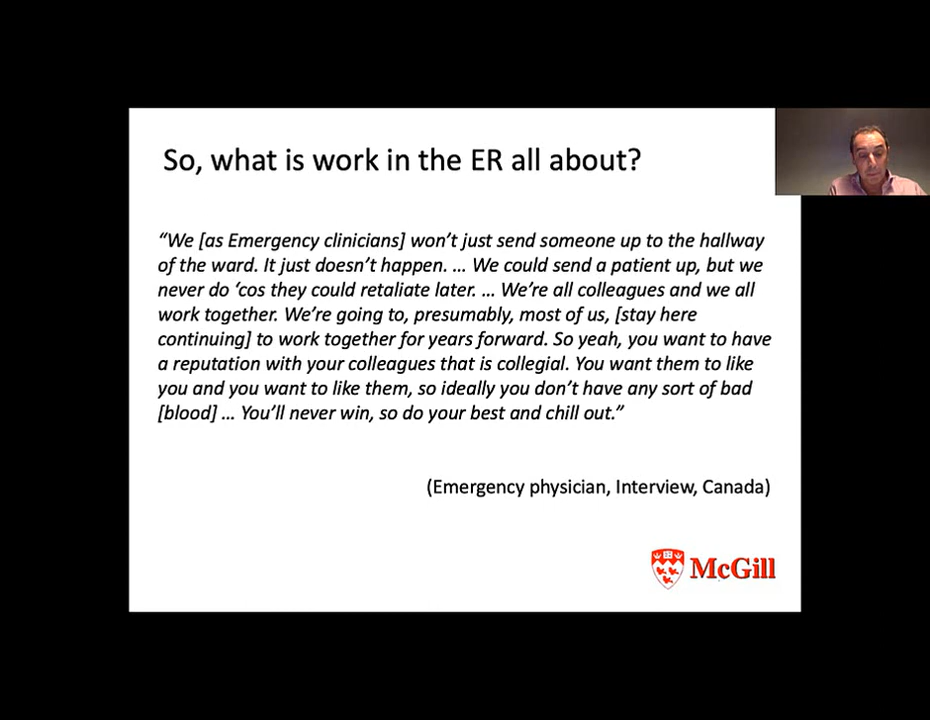 So, what is work in the ER all about?
“We [as Emergency clinicians] won’t just send someone up to the hallway
of the ward. It just doesn’t happen. … We could send a patient up, but we
never do ‘cos they could retaliate later. … We’re all colleagues and we all
work together. We’re going to, presumably, most of us, [stay here
continuing] to work together for years forward. So yeah, you want to have
a reputation with your colleagues that is collegial. You want them to like
you and you want to like them, so ideally you don’t have any sort of bad
[blood] … You’ll never win, so do your best and chill out.”
(Emergency physician, Interview, Canada)
McGill